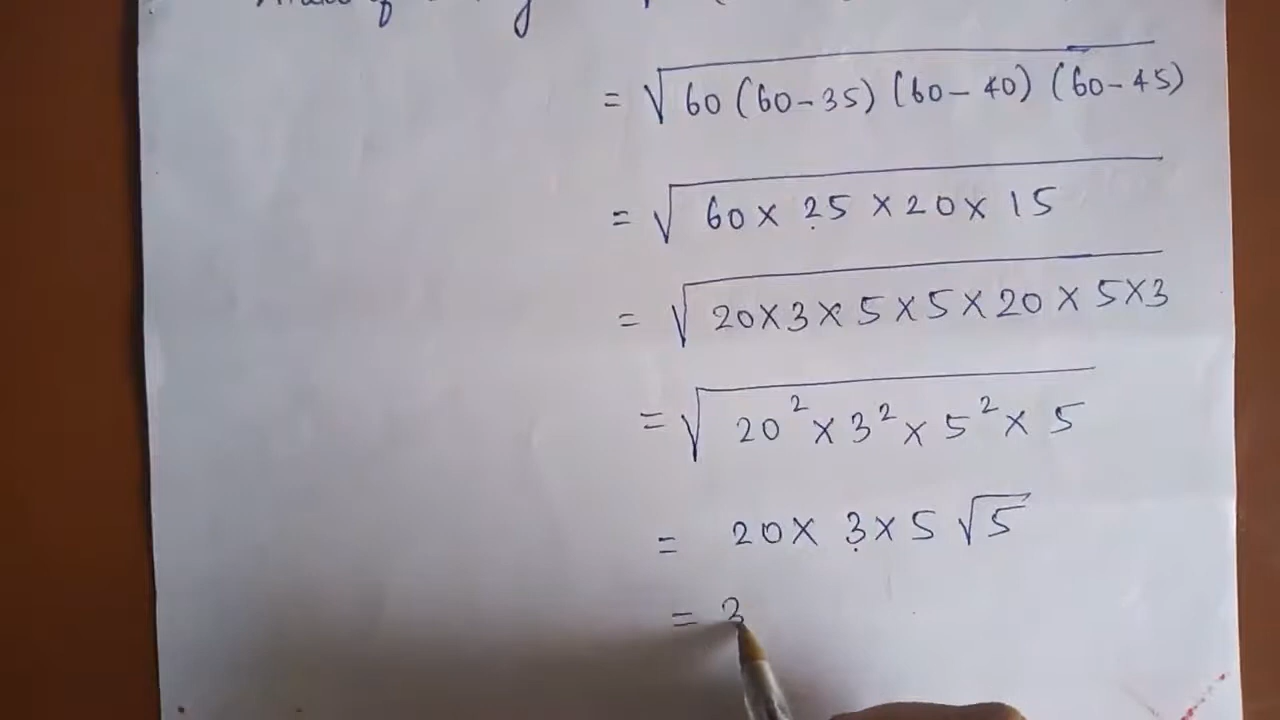 = √60 (60-35) (60-40) (60-45)
= √60 × 25 × 20 × 15
= √20×3×5×5×20×5×3
= √20² × 3² × 5² × 5
= 20× 3×5 √5
= 3